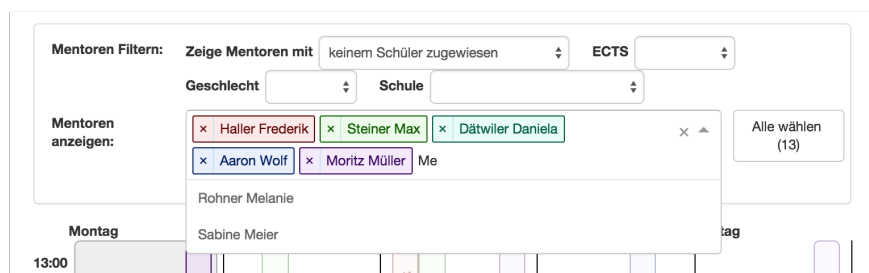 Mentoren Filtern: Zeige Mentoren mit keinem Schüler zugewiesen ECTS
Geschlecht Schule
Mentoren anzeigen: × Haller Frederik × Steiner Max × Dätwiler Daniela × Alle wählen (13)
× Aaron Wolf × Moritz Müller Me
Rohner Melanie
Sabine Meier
Montag tag
13:00